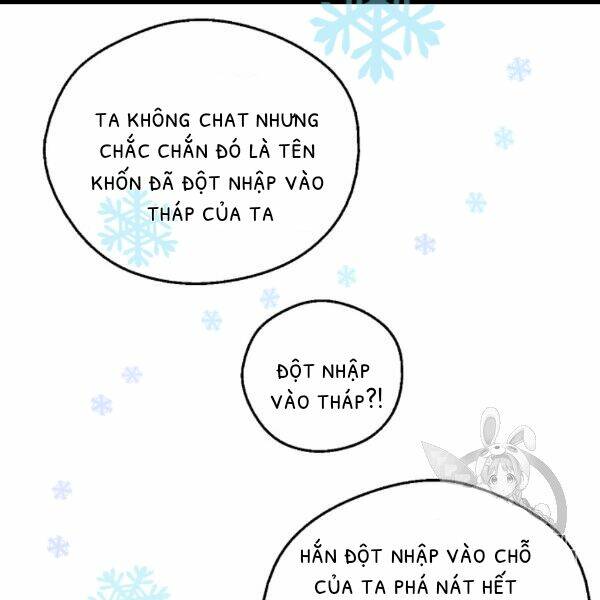 TA KHÔNG CHAT NHƯNG
CHẮC CHẮN ĐÓ LÀ TÊN
KHỐN ĐÃ ĐỘT NHẬP VÀO
THÁP CỦA TA
ĐỘT NHẬP
VÀO THÁP?!
HẮN ĐỘT NHẬP VÀO CHỖ
CỦA TA PHÁ NÁT HẾT